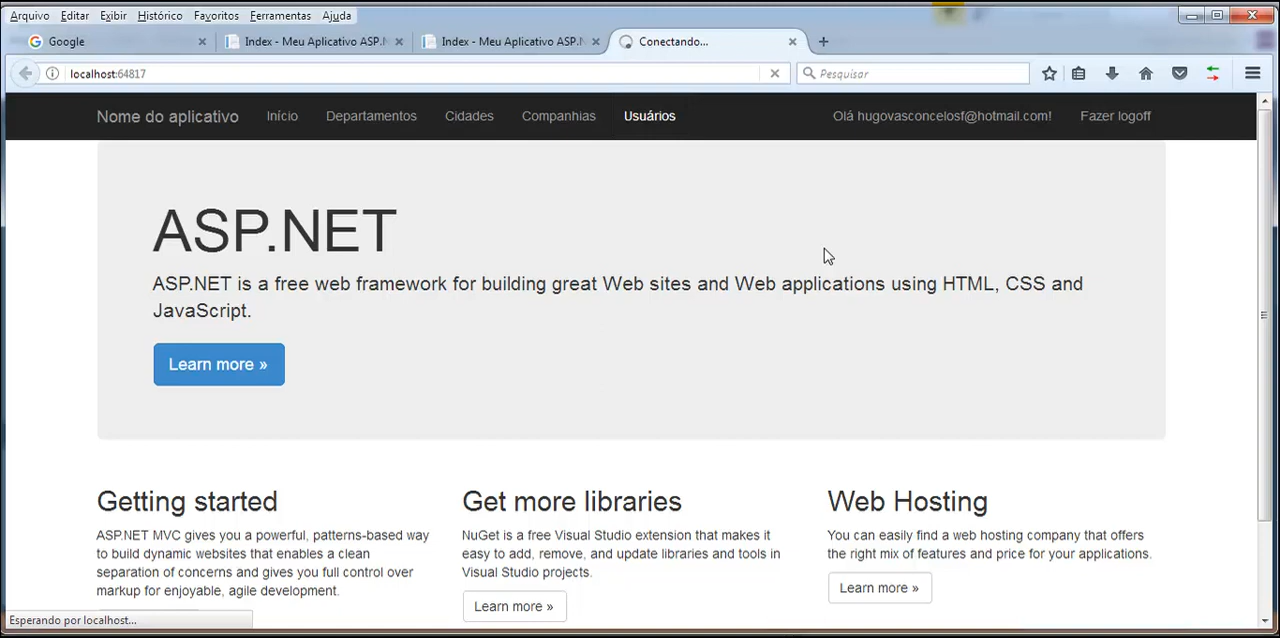 Arquivo Editar Exibir Histórico Favoritos Ferramentas Ajuda
Google Index - Meu Aplicativo ASP.N Index - Meu Aplicativo ASP.N Conectando...
localhost:64817 Pesquisar
Nome do aplicativo Início Departamentos Cidades Companhias Usuários Olá hugovasconcelosf@hotmail.com! Fazer logoff
ASP.NET
ASP.NET is a free web framework for building great Web sites and Web applications using HTML, CSS and
JavaScript.
Learn more »
Getting started
ASP.NET MVC gives you a powerful, patterns-based way
to build dynamic websites that enables a clean
separation of concerns and gives you full control over
markup for enjoyable, agile development.
Get more libraries
NuGet is a free Visual Studio extension that makes it
easy to add, remove, and update libraries and tools in
Visual Studio projects.
Learn more »
Web Hosting
You can easily find a web hosting company that offers
the right mix of features and price for your applications.
Learn more »
Esperando por localhost...